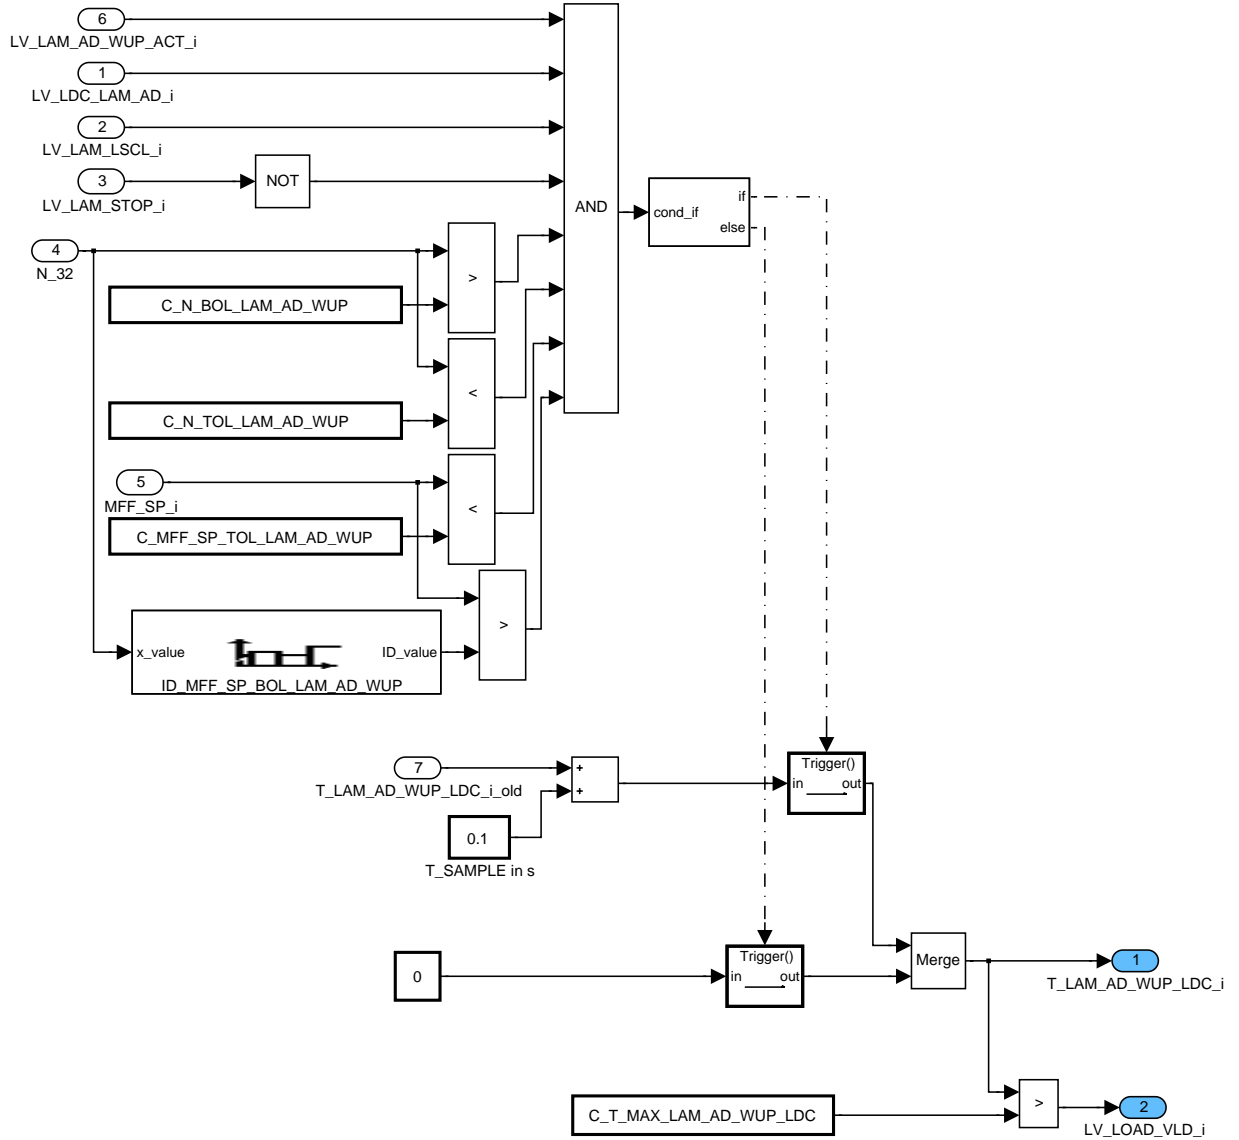 6
LV_LAM_AD_WUP_ACT_i
1
LV_LDC_LAM_AD_i
2
LV_LAM_LSCL_i
3
NOT
LV_LAM_STOP_i
AND
cond_if
if
else
4
N_32
>
C_N_BOL_LAM_AD_WUP
<
C_N_TOL_LAM_AD_WUP
5
MFF_SP_i
<
C_MFF_SP_TOL_LAM_AD_WUP
>
x_value
ID_value
ID_MFF_SP_BOL_LAM_AD_WUP
7
+
+
T_LAM_AD_WUP_LDC_i_old
Trigger()
in
out
0.1
T_SAMPLE in s
0
Trigger()
in
out
Merge
1
T_LAM_AD_WUP_LDC_i
C_T_MAX_LAM_AD_WUP_LDC
>
2
LV_LOAD_VLD_i